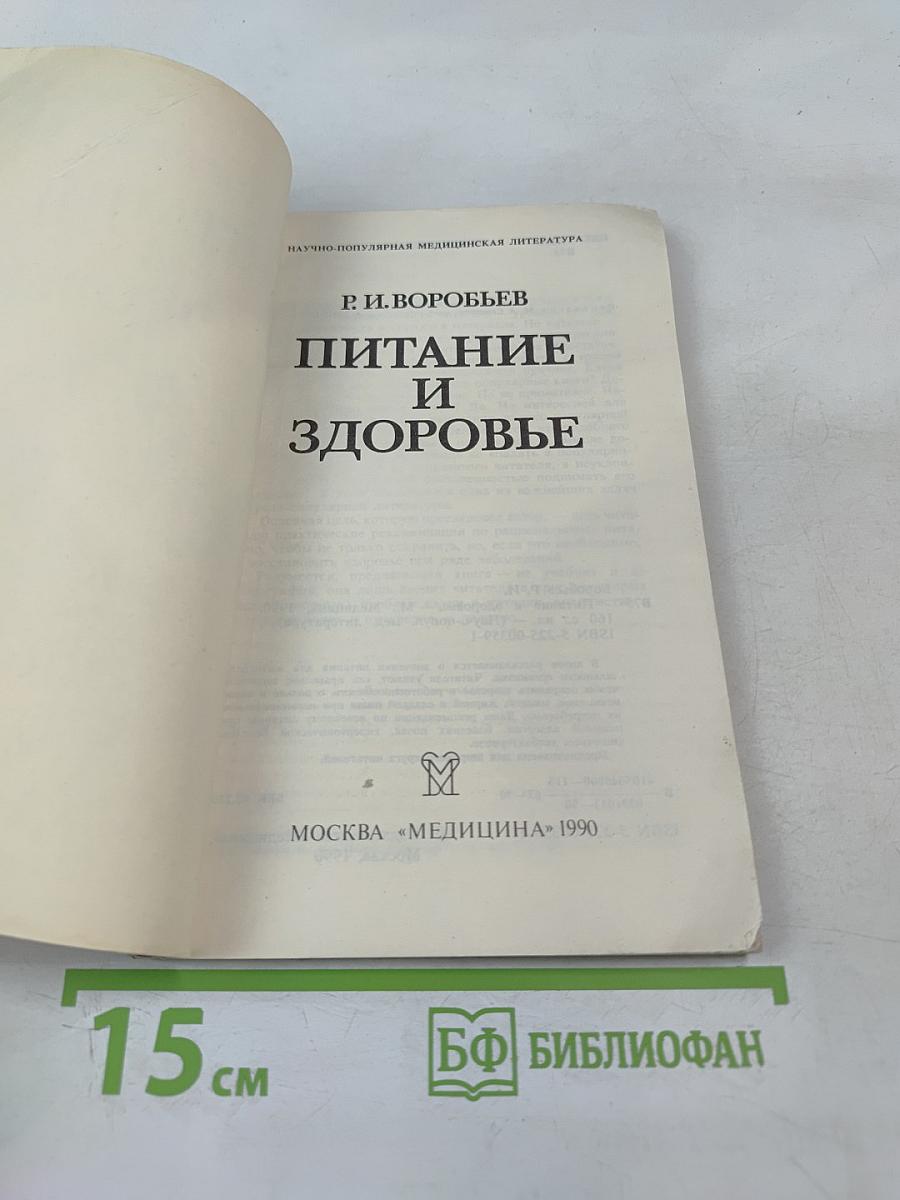 НАУЧНО-ПОПУЛЯРНАЯ МЕДИЦИНСКАЯ ЛИТЕРАТУРА
Р. И. ВОРОБЬЕВ
ПИТАНИЕ
И
ЗДОРОВЬЕ
МОСКВА «МЕДИЦИНА» 1990
15 см
БФ БИБЛИОФАН